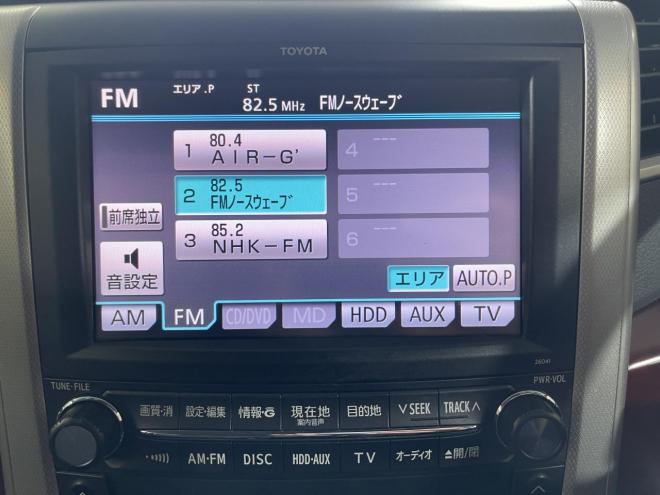 TOYOTA
FM エリア.P ST
82.5 MHz FMノースウェーブ
1 80.4 AIR-G' 4 ---
2 82.5 FMノースウェーブ 5 ---
前席独立
3 85.2 NHK-FM 6 ---
音設定
エリア AUTO.P
AM FM CD/DVD MD HDD AUX TV
26041
TUNE・FILE PWR・VOL
画質・消 設定・編集 情報・G 現在地 目的地 ∨SEEK TRACK∧
案内音声
AM・FM DISC HDD・AUX TV オーディオ ▲開/閉